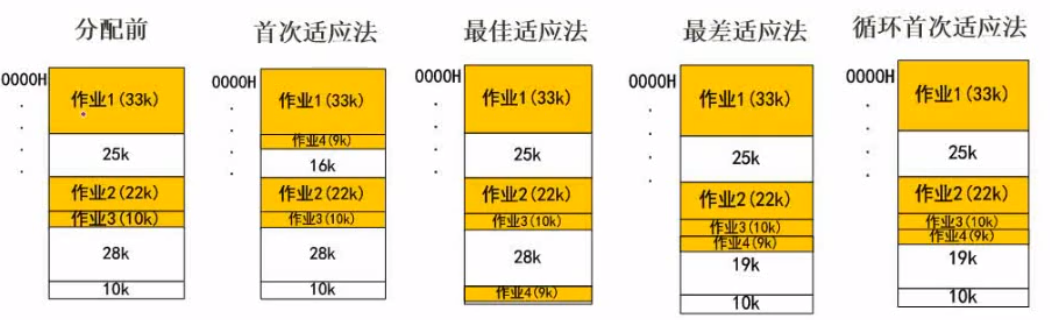 分配前
0000H
作业1(33k)
25k
作业2(22k)
作业3(10k)
28k
10k
首次适应法
0000H
作业1(33k)
作业4(9k)
16k
作业2(22k)
作业3(10k)
28k
10k
最佳适应法
0000H
作业1(33k)
25k
作业2(22k)
作业3(10k)
28k
作业4(9k)
最差适应法
0000H
作业1(33k)
25k
作业2(22k)
作业3(10k)
作业4(9k)
19k
10k
循环首次适应法
0000H
作业1(33k)
25k
作业2(22k)
作业3(10k)
作业4(9k)
19k
10k